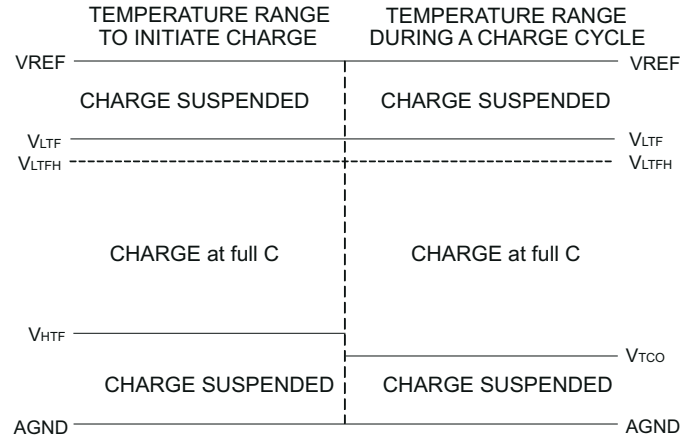 TEMPERATURE RANGE
TO INITIATE CHARGE
TEMPERATURE RANGE
DURING A CHARGE CYCLE
VREF
VREF
CHARGE SUSPENDED
CHARGE SUSPENDED
VLTF
VLTF
VLTFH
VLTFH
CHARGE at full C
CHARGE at full C
VHTF
VTCO
CHARGE SUSPENDED
CHARGE SUSPENDED
AGND
AGND